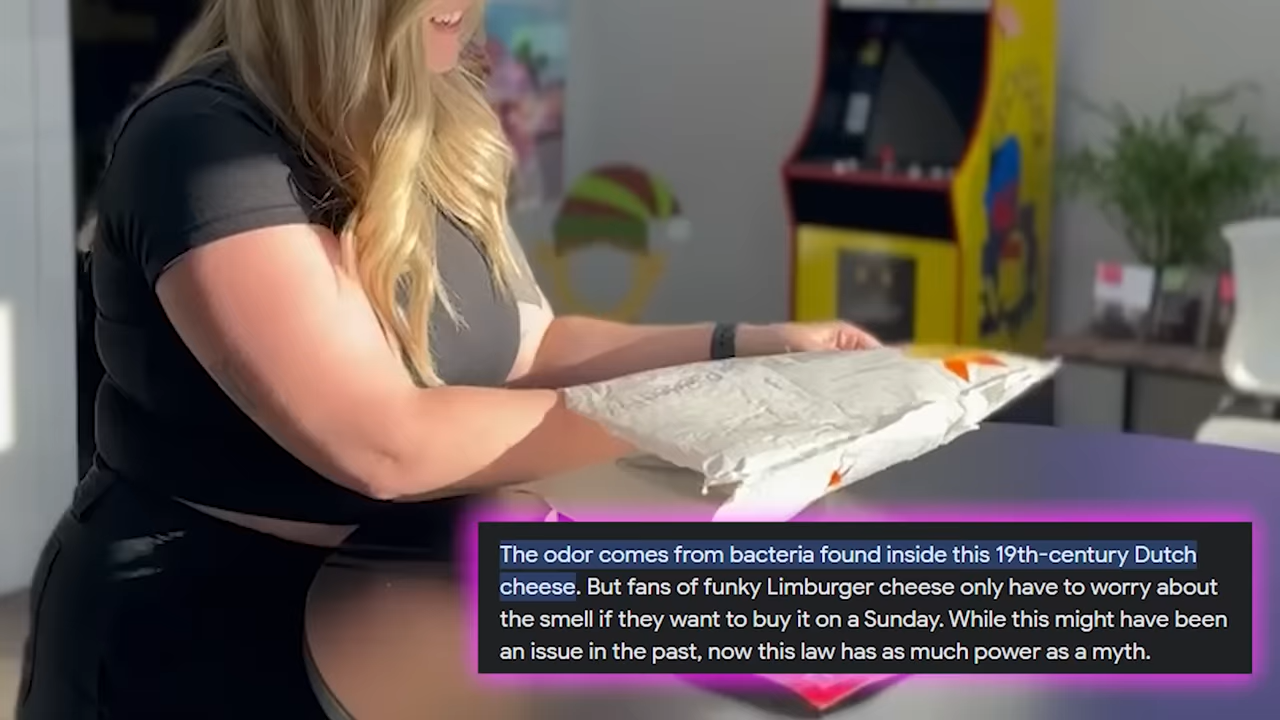 The odor comes from bacteria found inside this 19th-century Dutch
cheese. But fans of funky Limburger cheese only have to worry about
the smell if they want to buy it on a Sunday. While this might have been
an issue in the past, now this law has as much power as a myth.